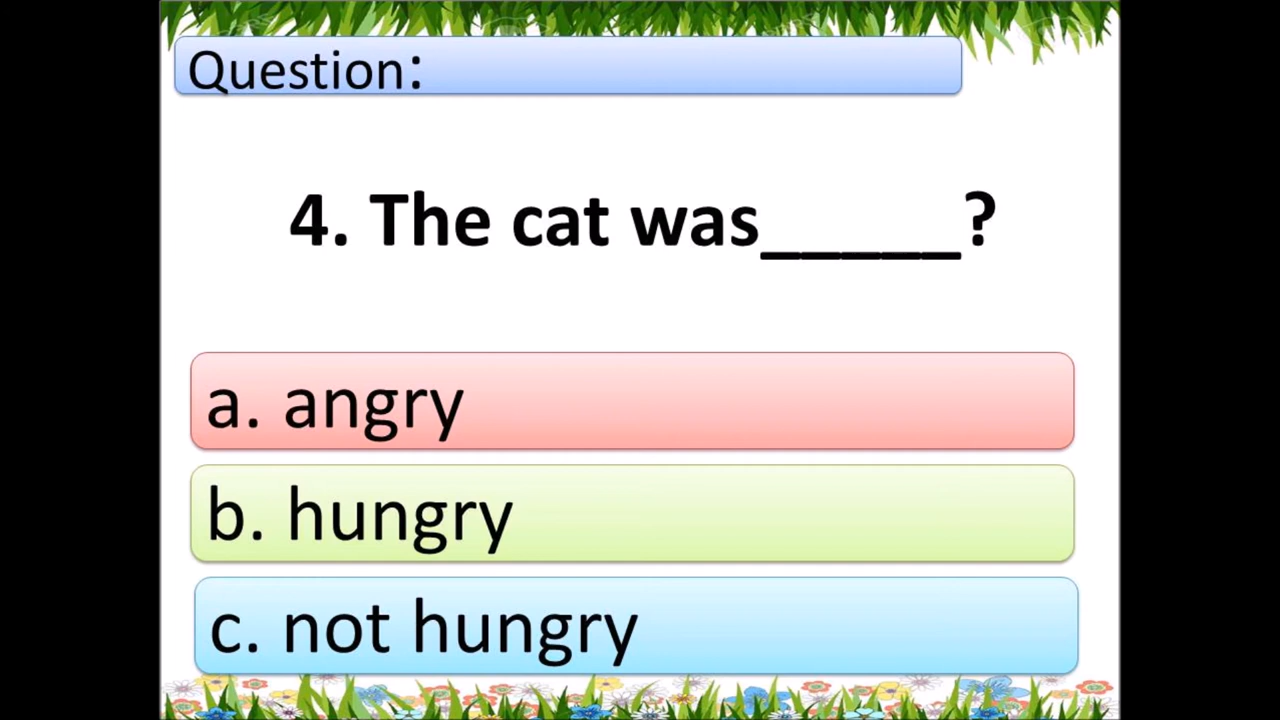 Question:
4. The cat was_____?
a. angry
b. hungry
c. not hungry